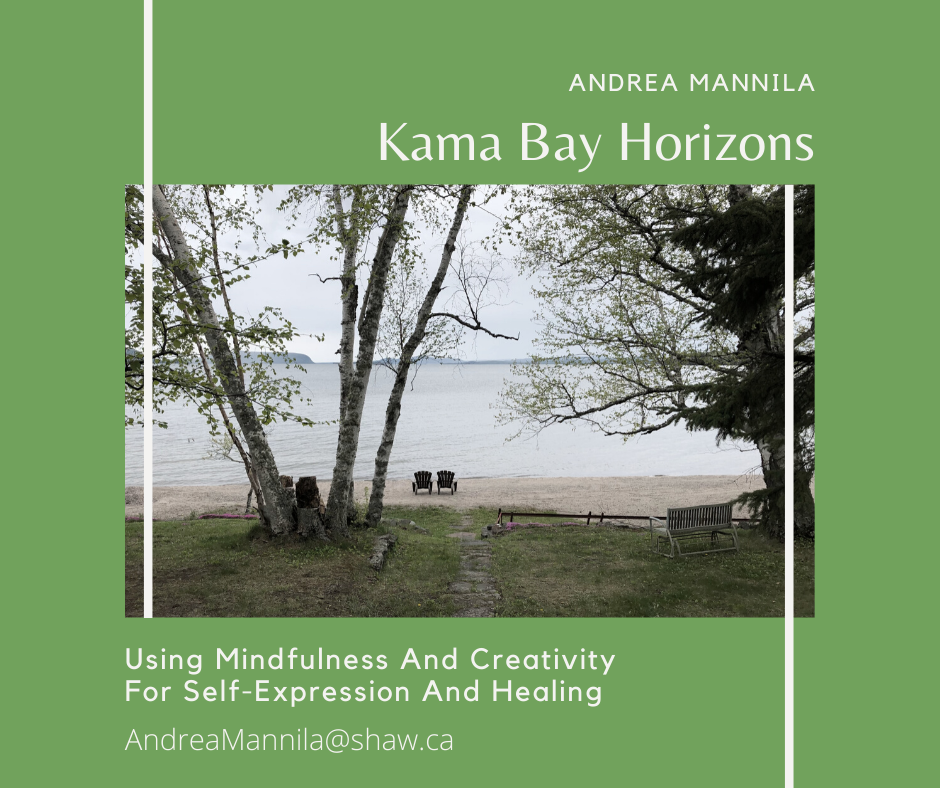 ANDREA MANNILA
Kama Bay Horizons
Using Mindfulness And Creativity
For Self-Expression And Healing
AndreaMannila@shaw.ca